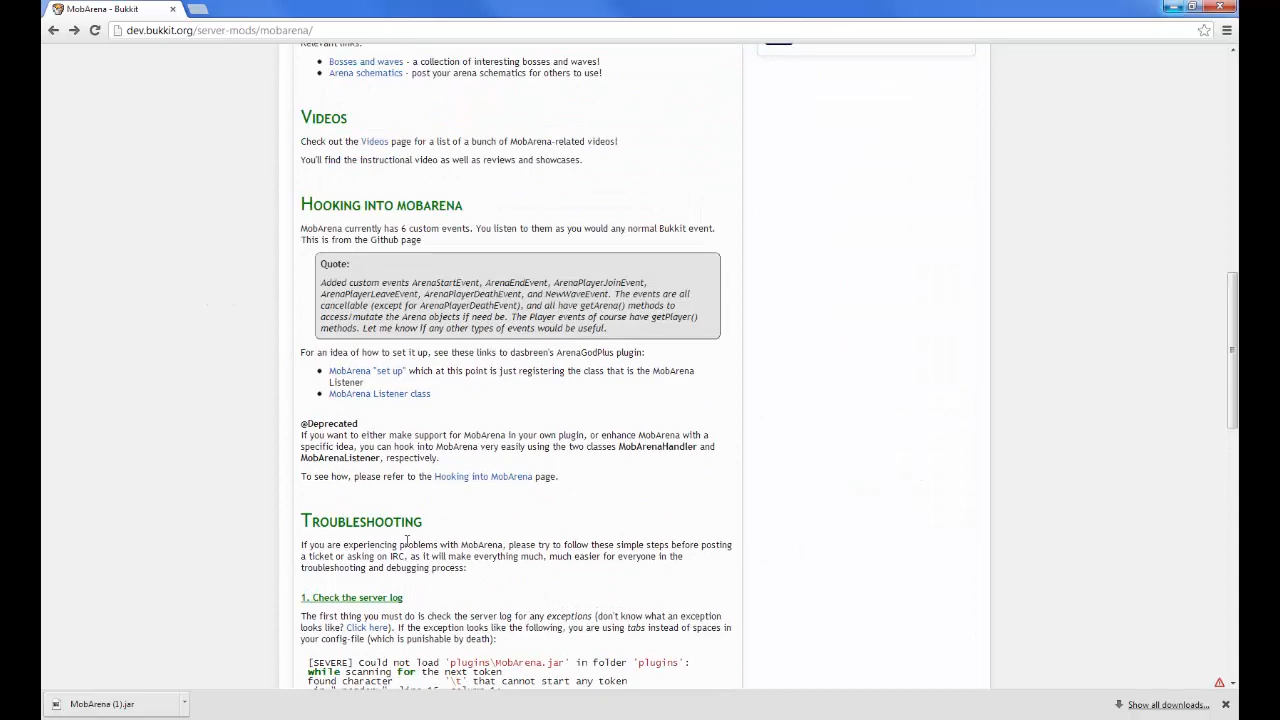 MobArena - Bukkit
dev.bukkit.org/server-mods/mobarena/
Relevant links:
Bosses and waves - a collection of interesting bosses and waves!
Arena schematics - post your arena schematics for others to use!
Videos
Check out the Videos page for a list of a bunch of MobArena-related videos!
You'll find the instructional video as well as reviews and showcases.
Hooking into mobarena
MobArena currently has 6 custom events. You listen to them as you would any normal Bukkit event.
This is from the Github page
Quote:
Added custom events ArenaStartEvent, ArenaEndEvent, ArenaPlayerJoinEvent,
ArenaPlayerLeaveEvent, ArenaPlayerDeathEvent, and NewWaveEvent. The events are all
cancellable (except for ArenaPlayerDeathEvent), and all have getArena() methods to
access/mutate the Arena objects if need be. The Player events of course have getPlayer()
methods. Let me know if any other types of events would be useful.
For an idea of how to set it up, see these links to dasbreen's ArenaGodPlus plugin:
MobArena "set up" which at this point is just registering the class that is the MobArena
Listener
MobArena Listener class
@Deprecated
If you want to either make support for MobArena in your own plugin, or enhance MobArena with a
specific idea, you can hook into MobArena very easily using the two classes MobArenaHandler and
MobArenaListener, respectively.
To see how, please refer to the Hooking into MobArena page.
Troubleshooting
If you are experiencing problems with MobArena, please try to follow these simple steps before posting
a ticket or asking on IRC, as it will make everything much, much easier for everyone in the
troubleshooting and debugging process:
1. Check the server log
The first thing you must do is check the server log for any exceptions (don't know what an exception
looks like? Click here). If the exception looks like the following, you are using tabs instead of spaces in
your config-file (which is punishable by death):
[SEVERE] Could not load 'plugins\MobArena.jar' in folder 'plugins':
while scanning for the next token
found character '\t' that cannot start any token
MobArena (1).jar
Show all downloads...